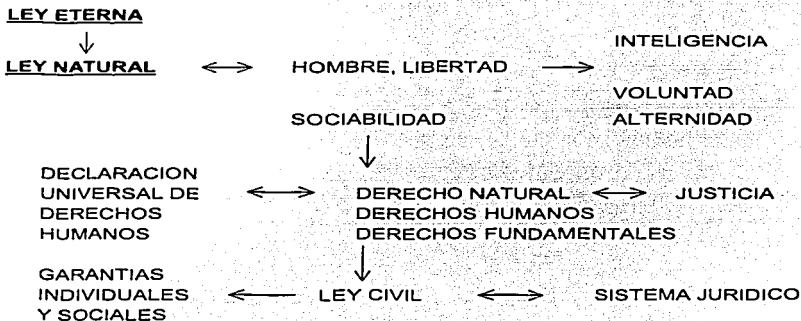 LEY ETERNA
INTELIGENCIA
LEY NATURAL
HOMBRE, LIBERTAD
VOLUNTAD
SOCIABILIDAD
ALTERNIDAD
DECLARACION
UNIVERSAL DE
DERECHOS
HUMANOS
DERECHO NATURAL
DERECHOS HUMANOS
DERECHOS FUNDAMENTALES
JUSTICIA
GARANTIAS
INDIVIDUALES
Y SOCIALES
LEY CIVIL
SISTEMA JURIDICO